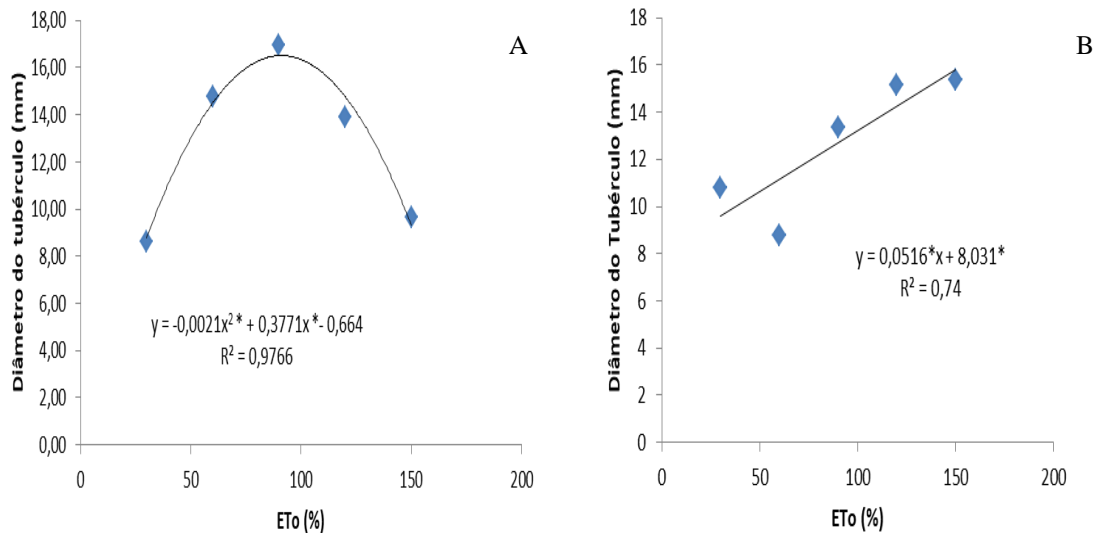 A
Diâmetro do tubérculo (mm)
18,00
16,00
14,00
12,00
10,00
8,00
6,00
4,00
2,00
0,00
y = -0,0021x²* + 0,3771x*- 0,664
R² = 0,9766
0 50 100 150 200
ETo (%)
B
Diâmetro do Tubérculo (mm)
18
16
14
12
10
8
6
4
2
0
y = 0,0516*x + 8,031*
R² = 0,74
0 50 100 150 200
ETo (%)